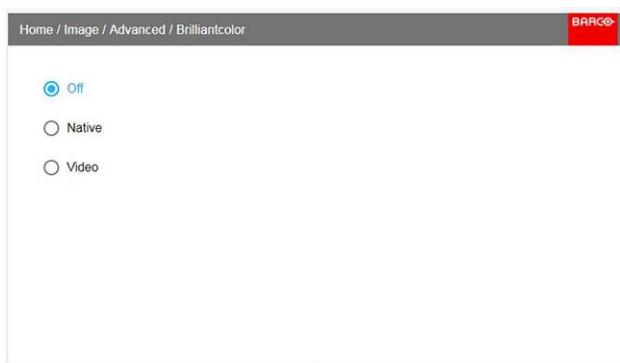 Home / Image / Advanced / Brilliantcolor
BARCO
Off
Native
Video